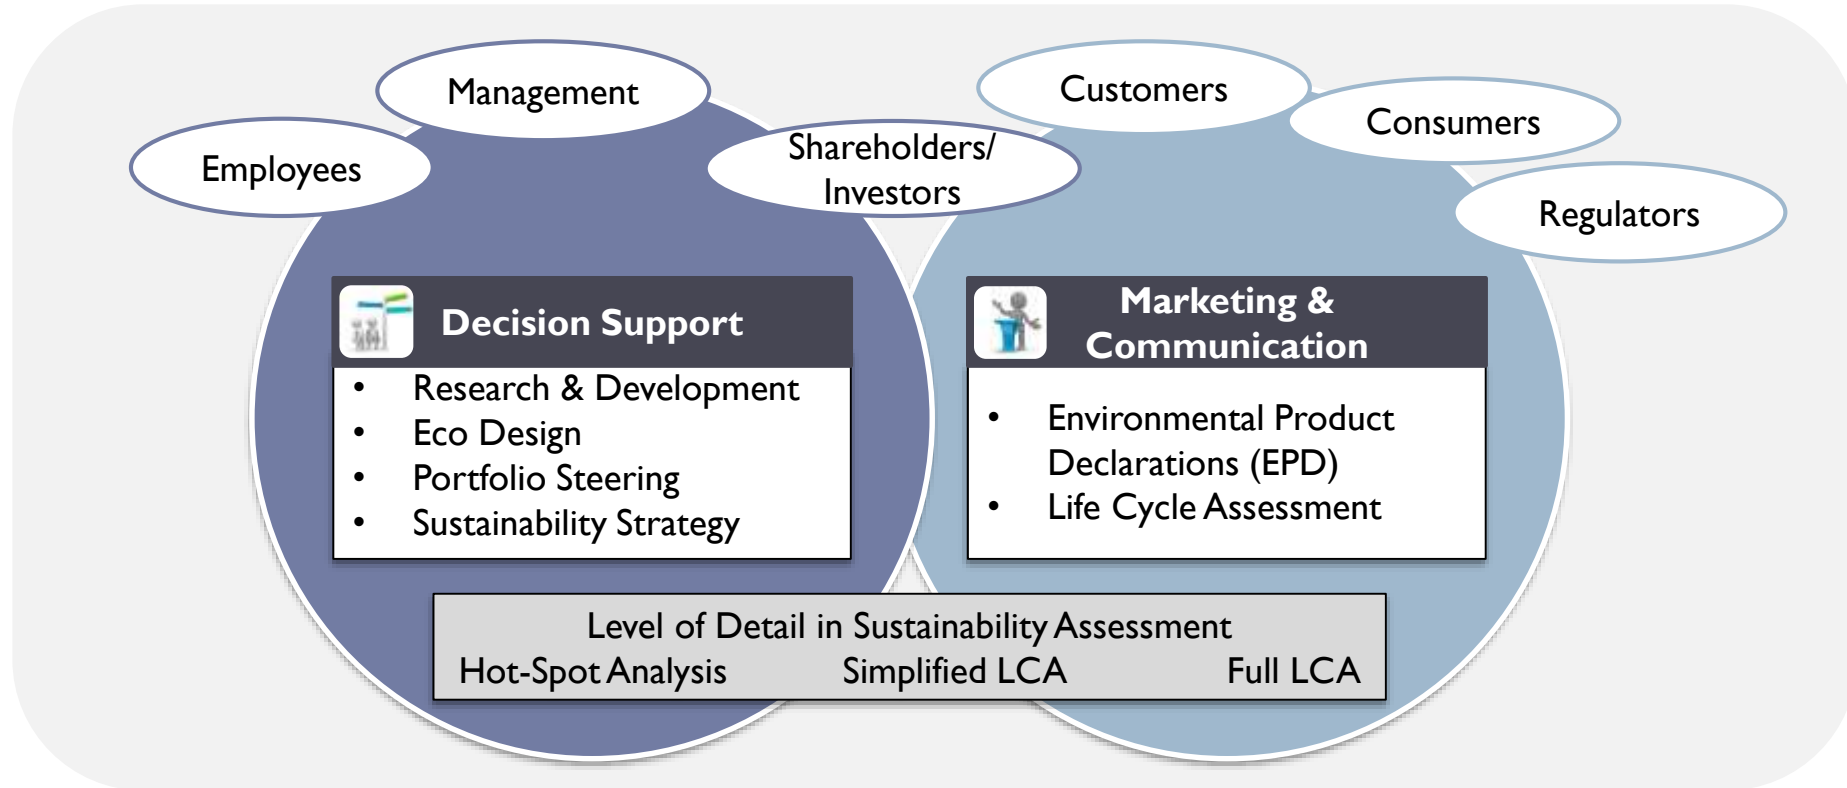 Management
Customers
Consumers
Employees
Shareholders/
Investors
Regulators
Decision Support
• Research & Development
• Eco Design
• Portfolio Steering
• Sustainability Strategy
Marketing &
Communication
• Environmental Product
Declarations (EPD)
• Life Cycle Assessment
Level of Detail in Sustainability Assessment
Hot-Spot Analysis Simplified LCA Full LCA